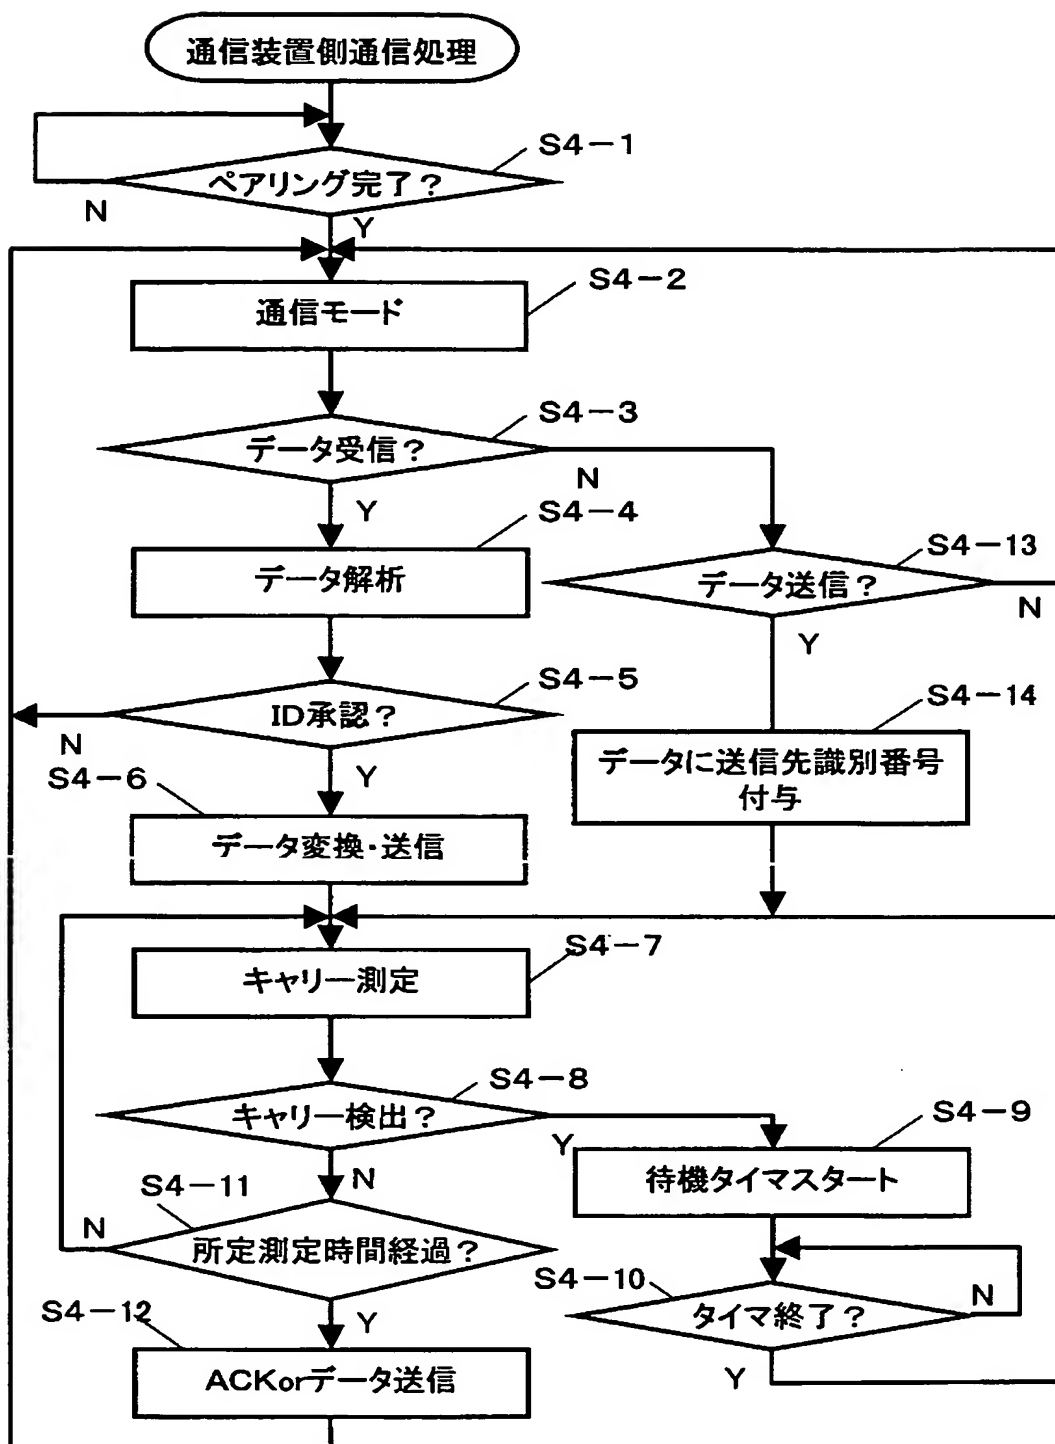 通信装置側通信処理
S4-1
ペアリング完了?
N
Y
S4-2
通信モード
S4-3
データ受信?
N
Y
S4-4
データ解析
S4-13
データ送信?
N
Y
S4-5
ID承認?
N
Y
S4-14
データに送信先識別番号
付与
S4-6
データ変換・送信
S4-7
キャリー測定
S4-8
キャリー検出?
Y
N
S4-9
待機タイマスタート
S4-11
所定測定時間経過?
N
Y
S4-10
タイマ終了?
N
Y
S4-12
ACKorデータ送信